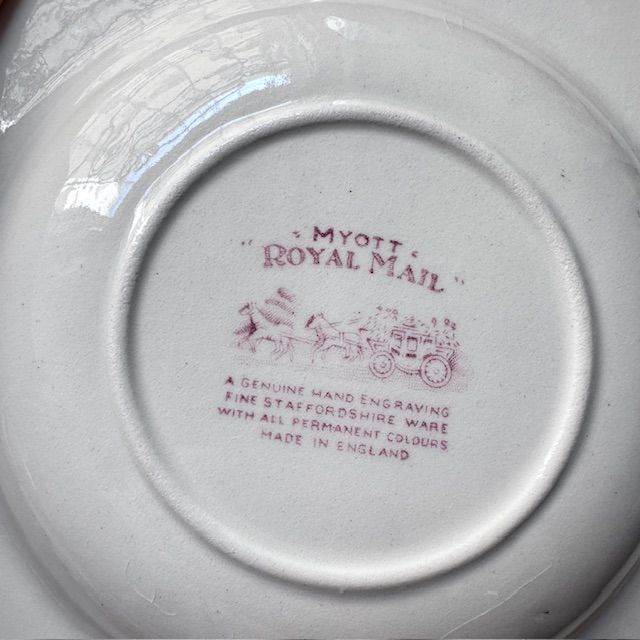 MYOTT
"ROYAL MAIL"
A GENUINE HAND ENGRAVING
FINE STAFFORDSHIRE WARE
WITH ALL PERMANENT COLOURS
MADE IN ENGLAND